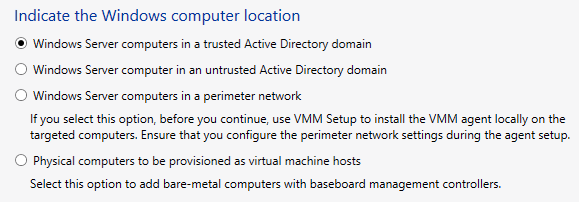 Indicate the Windows computer location
Windows Server computers in a trusted Active Directory domain
Windows Server computer in an untrusted Active Directory domain
Windows Server computers in a perimeter network
If you select this option, before you continue, use VMM Setup to install the VMM agent locally on the
targeted computers. Ensure that you configure the perimeter network settings during the agent setup.
Physical computers to be provisioned as virtual machine hosts
Select this option to add bare-metal computers with baseboard management controllers.